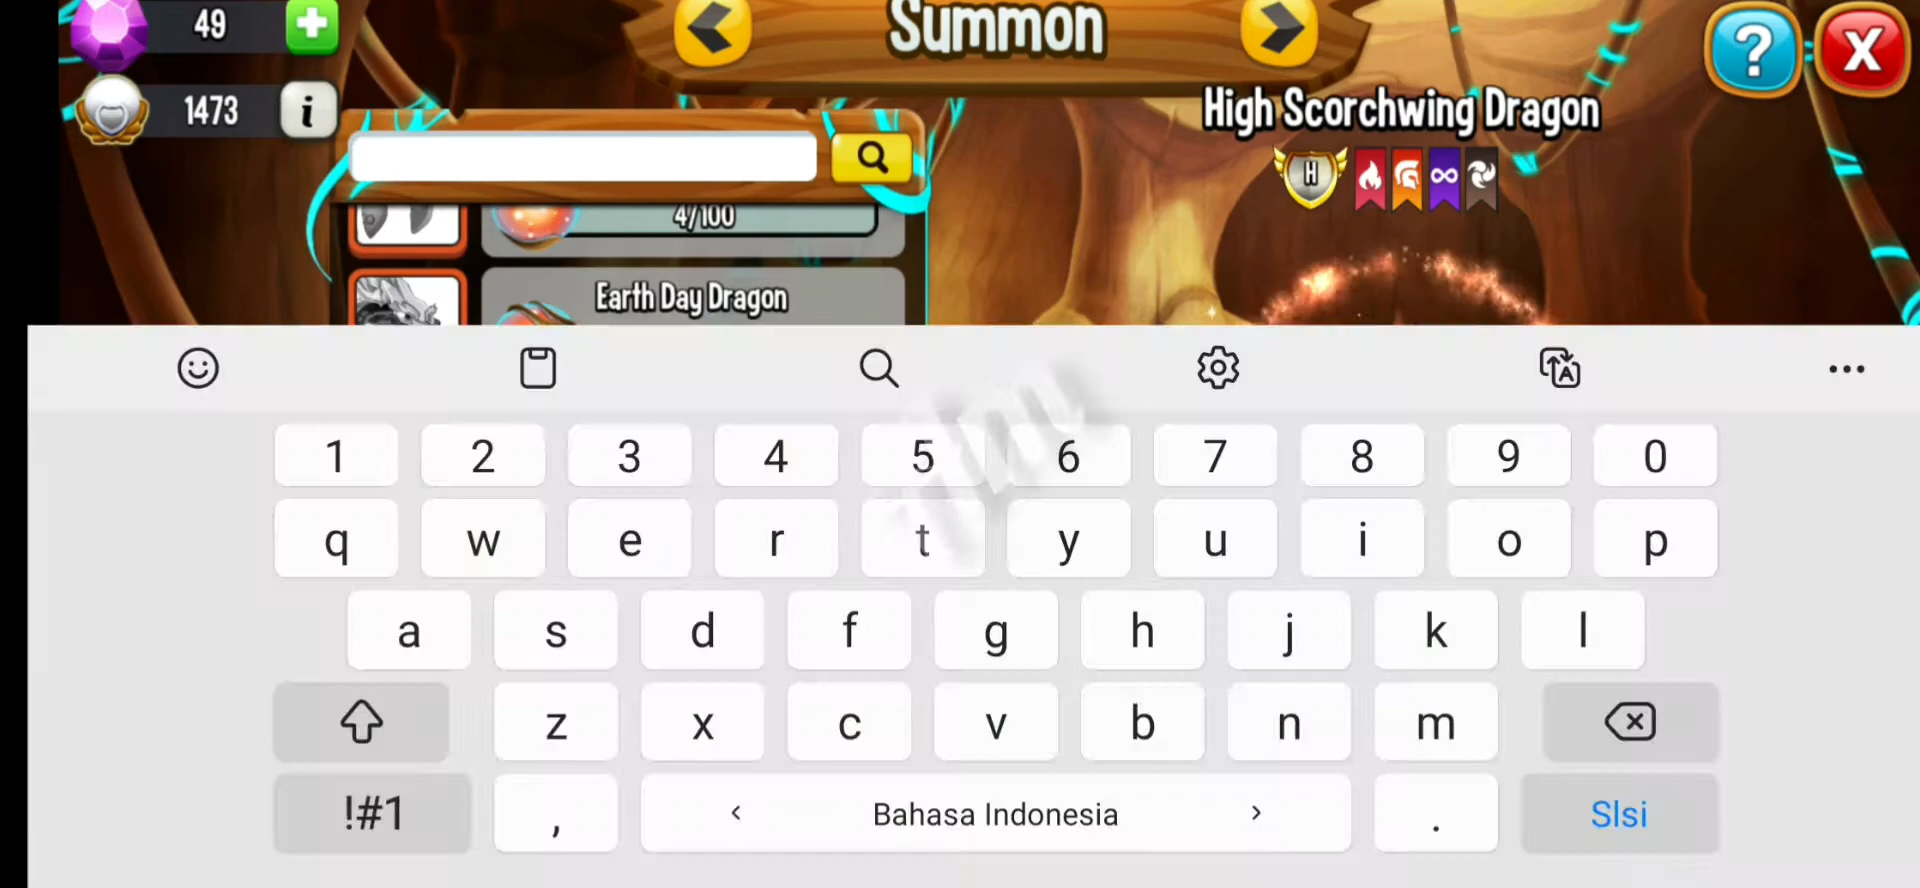 49
Summon
1473
i
?
X
High Scorchwing Dragon
H
4/100
Earth Day Dragon
1 2 3 4 5 6 7 8 9 0
q w e r t y u i o p
a s d f g h j k l
z x c v b n m
!#1 , < Bahasa Indonesia > . Slsi